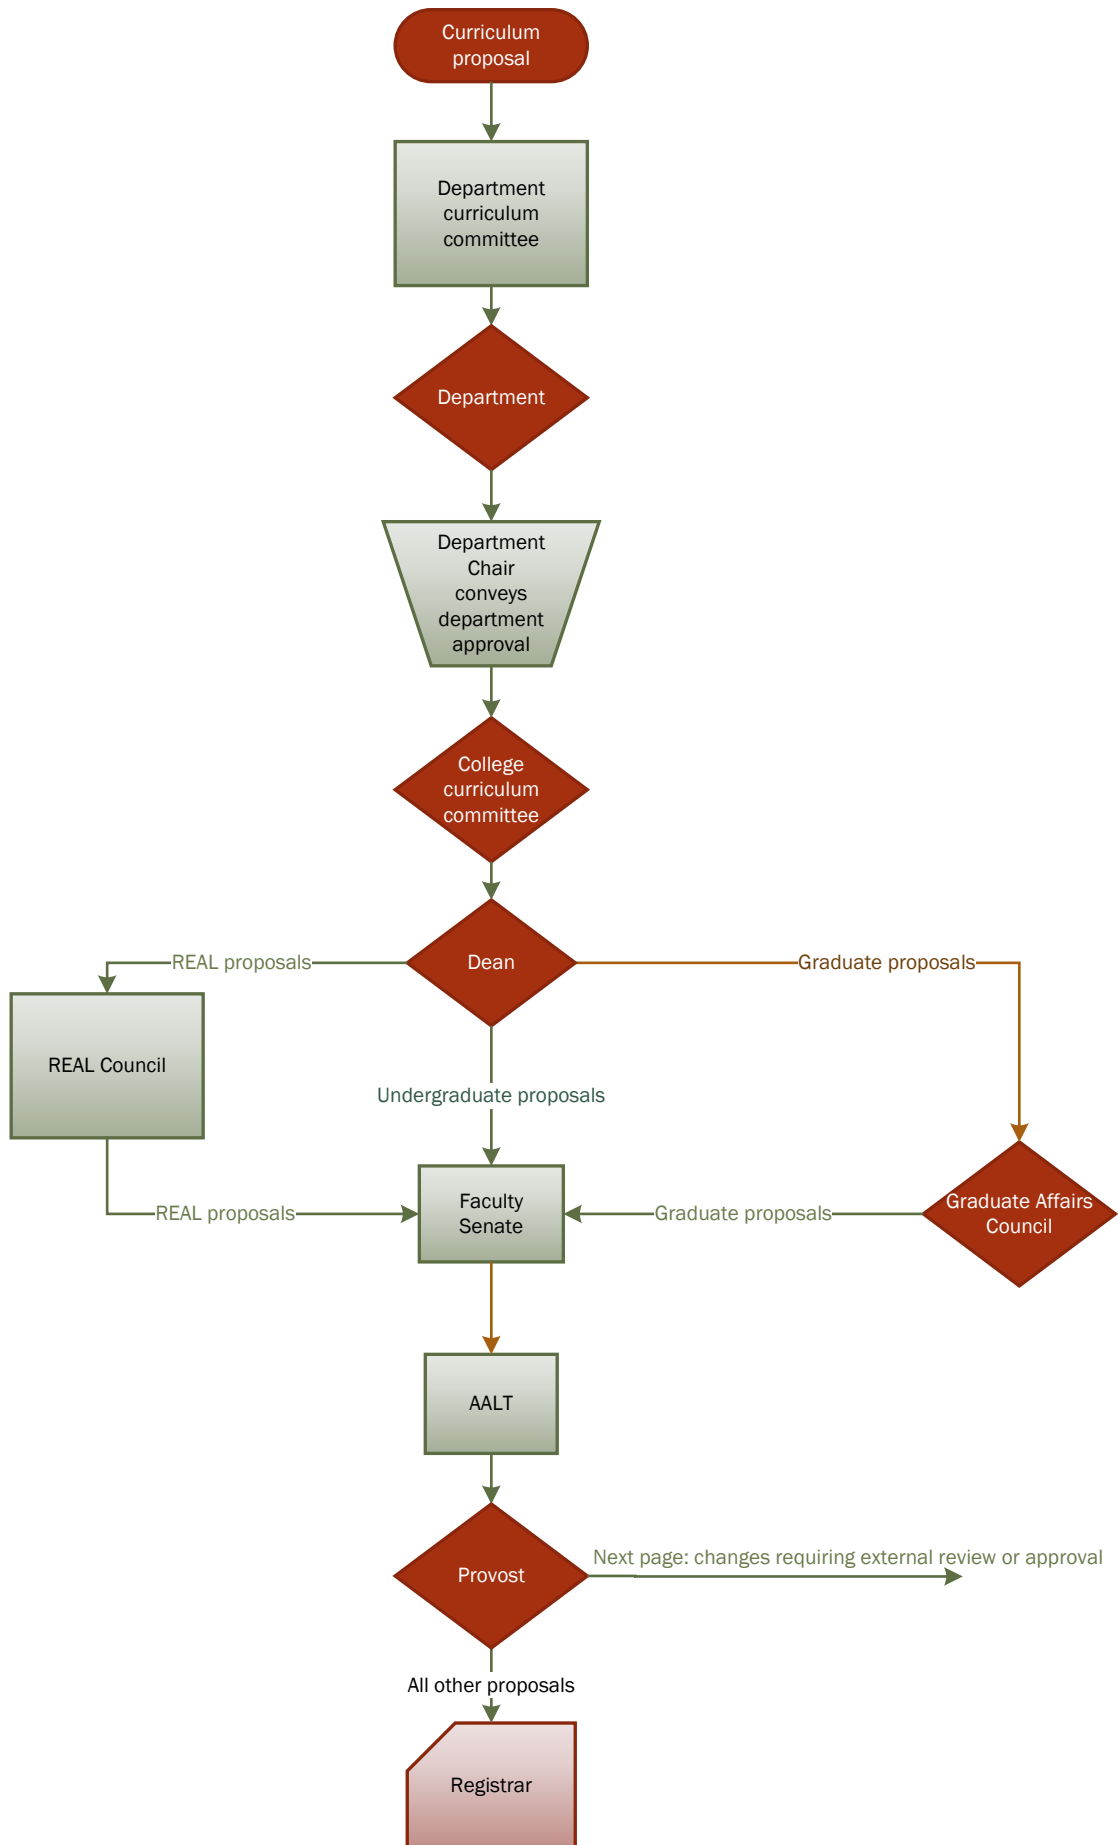 Curriculum
proposal
Department
curriculum
committee
Department
Department
Chair
conveys
department
approval
College
curriculum
committee
Dean
REAL proposals
Graduate proposals
REAL Council
Undergraduate proposals
Faculty
Senate
REAL proposals
Graduate proposals
Graduate Affairs
Council
AALT
Provost
Next page: changes requiring external review or approval
All other proposals
Registrar